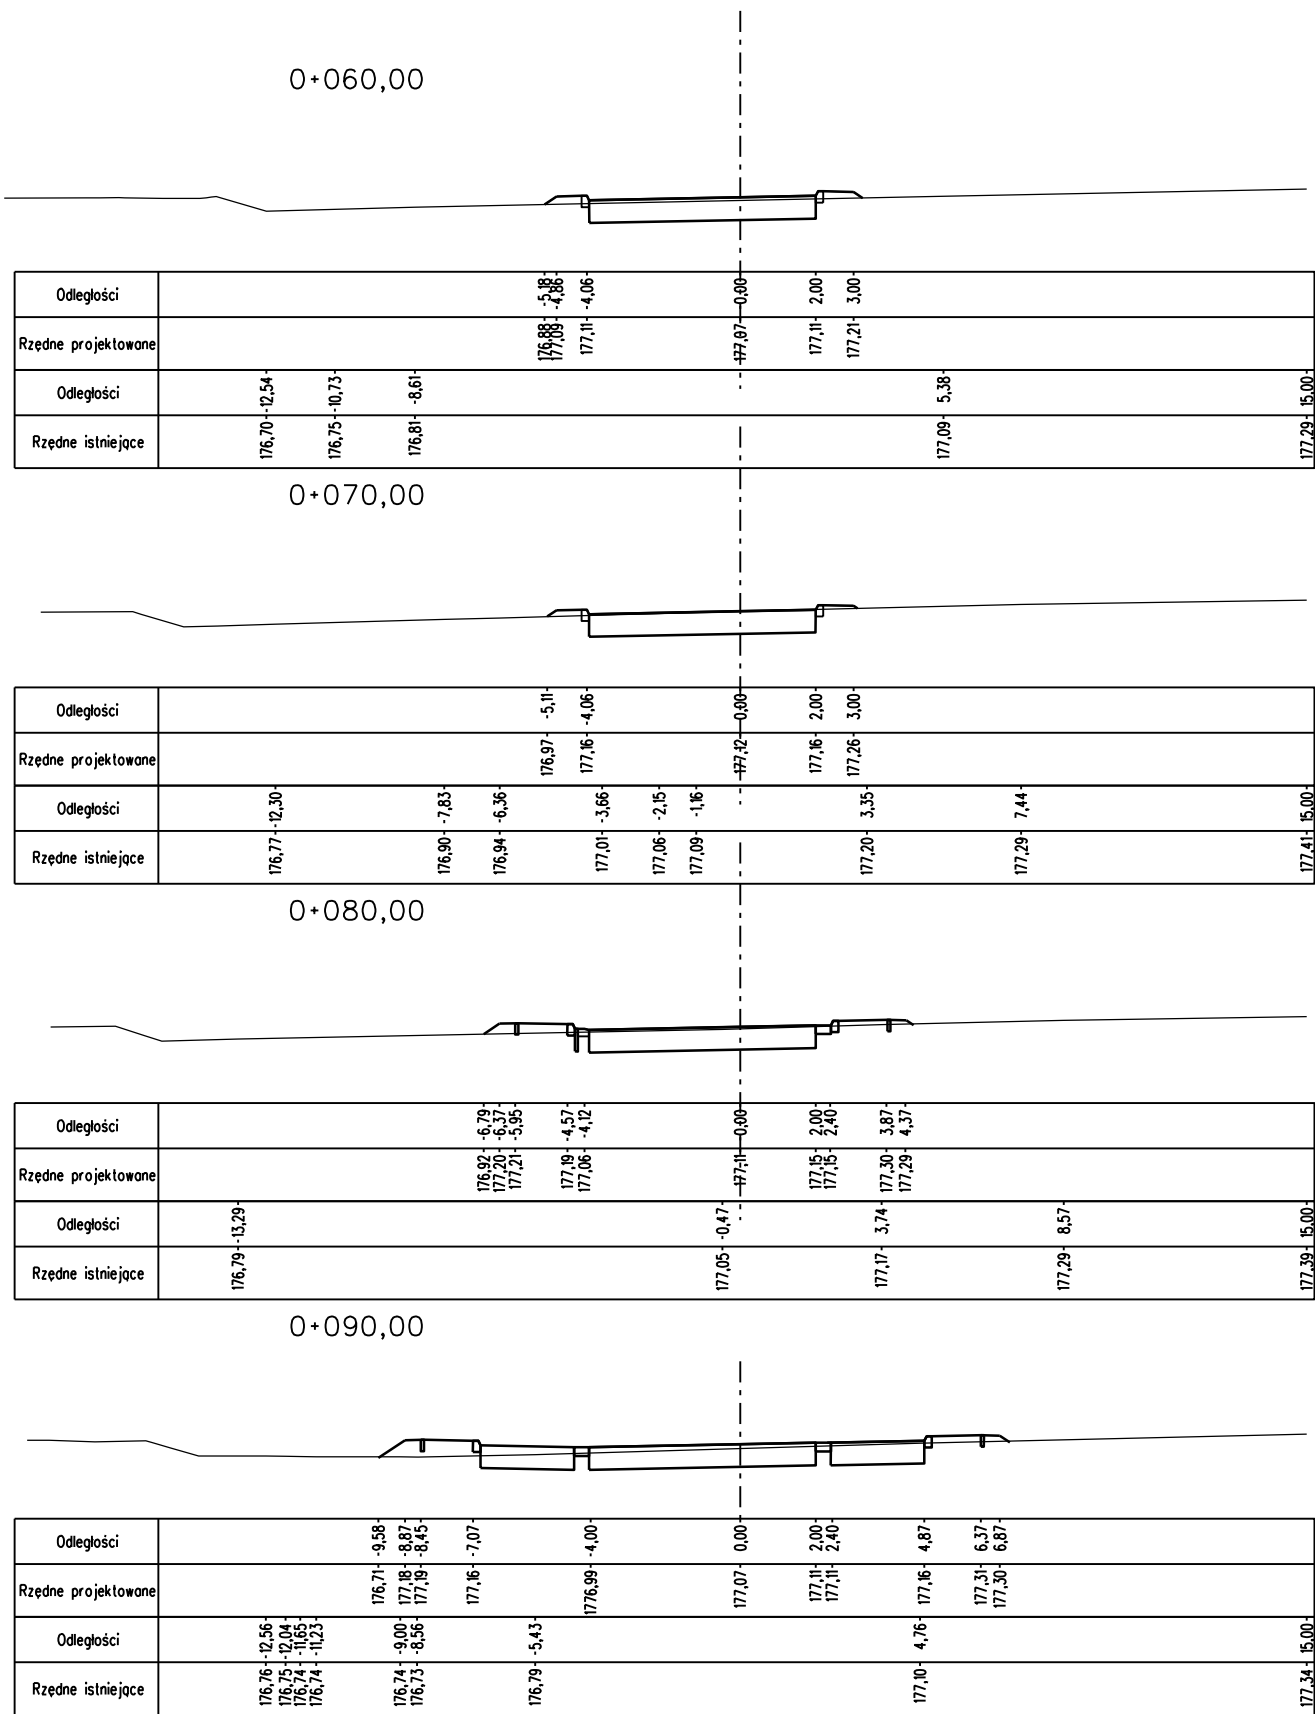 0+060,00
Odległości -5,18 -4,86 -4,06 0,00 2,00 3,00
Rzędne projektowane 176,88 177,09 177,11 177,07 177,11 177,21
Odległości -12,54 -10,73 -8,61 5,38 15,00
Rzędne istniejące 176,70 176,75 176,81 177,09 177,29
0+070,00
Odległości -5,11 -4,06 0,00 2,00 3,00
Rzędne projektowane 176,97 177,16 177,12 177,16 177,26
Odległości -12,30 -7,83 -6,36 -3,66 -2,15 -1,16 3,35 7,44 15,00
Rzędne istniejące 176,77 176,90 176,94 177,01 177,06 177,09 177,20 177,29 177,41
0+080,00
Odległości -6,79 -6,37 -5,95 -4,57 -4,12 0,00 2,00 2,40 3,87 4,37
Rzędne projektowane 176,92 177,20 177,21 177,19 177,06 177,11 177,15 177,15 177,30 177,29
Odległości -13,29 -0,47 3,74 8,57 15,00
Rzędne istniejące 176,79 177,05 177,17 177,29 177,39
0+090,00
Odległości -9,58 -8,87 -8,45 -7,07 -4,00 0,00 2,00 2,40 4,87 6,37 6,87
Rzędne projektowane 176,71 177,18 177,19 177,16 1776,99 177,07 177,11 177,11 177,16 177,31 177,30
Odległości -12,56 -12,04 -11,65 -11,23 -9,00 -8,56 -5,43 4,76 15,00
Rzędne istniejące 176,76 176,75 176,74 176,74 176,74 176,73 176,79 177,10 177,34